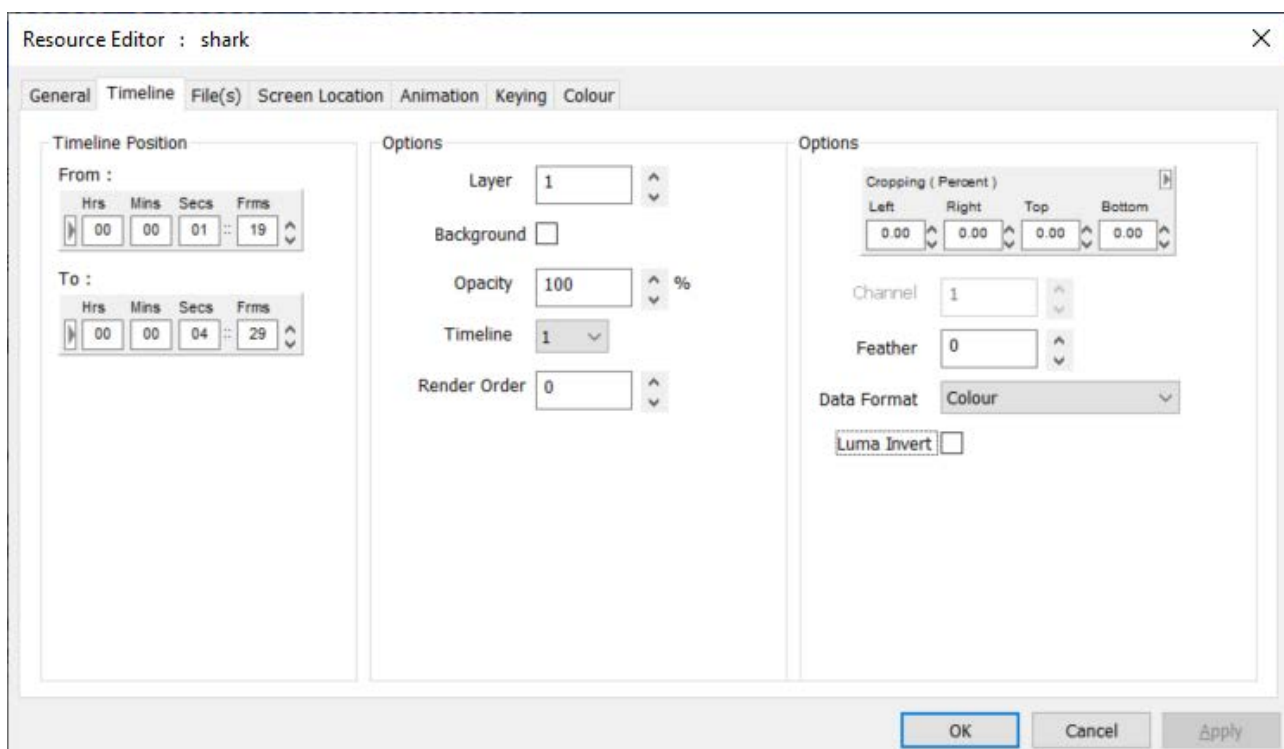 Resource Editor : shark
General Timeline File(s) Screen Location Animation Keying Colour
Timeline Position
From :
Hrs Mins Secs Frms
00 00 01 :: 19
To :
Hrs Mins Secs Frms
00 00 04 :: 29
Options
Layer 1
Background
Opacity 100 %
Timeline 1
Render Order 0
Options
Cropping ( Percent )
Left Right Top Bottom
0.00 0.00 0.00 0.00
Channel 1
Feather 0
Data Format Colour
Luma Invert
OK Cancel Apply